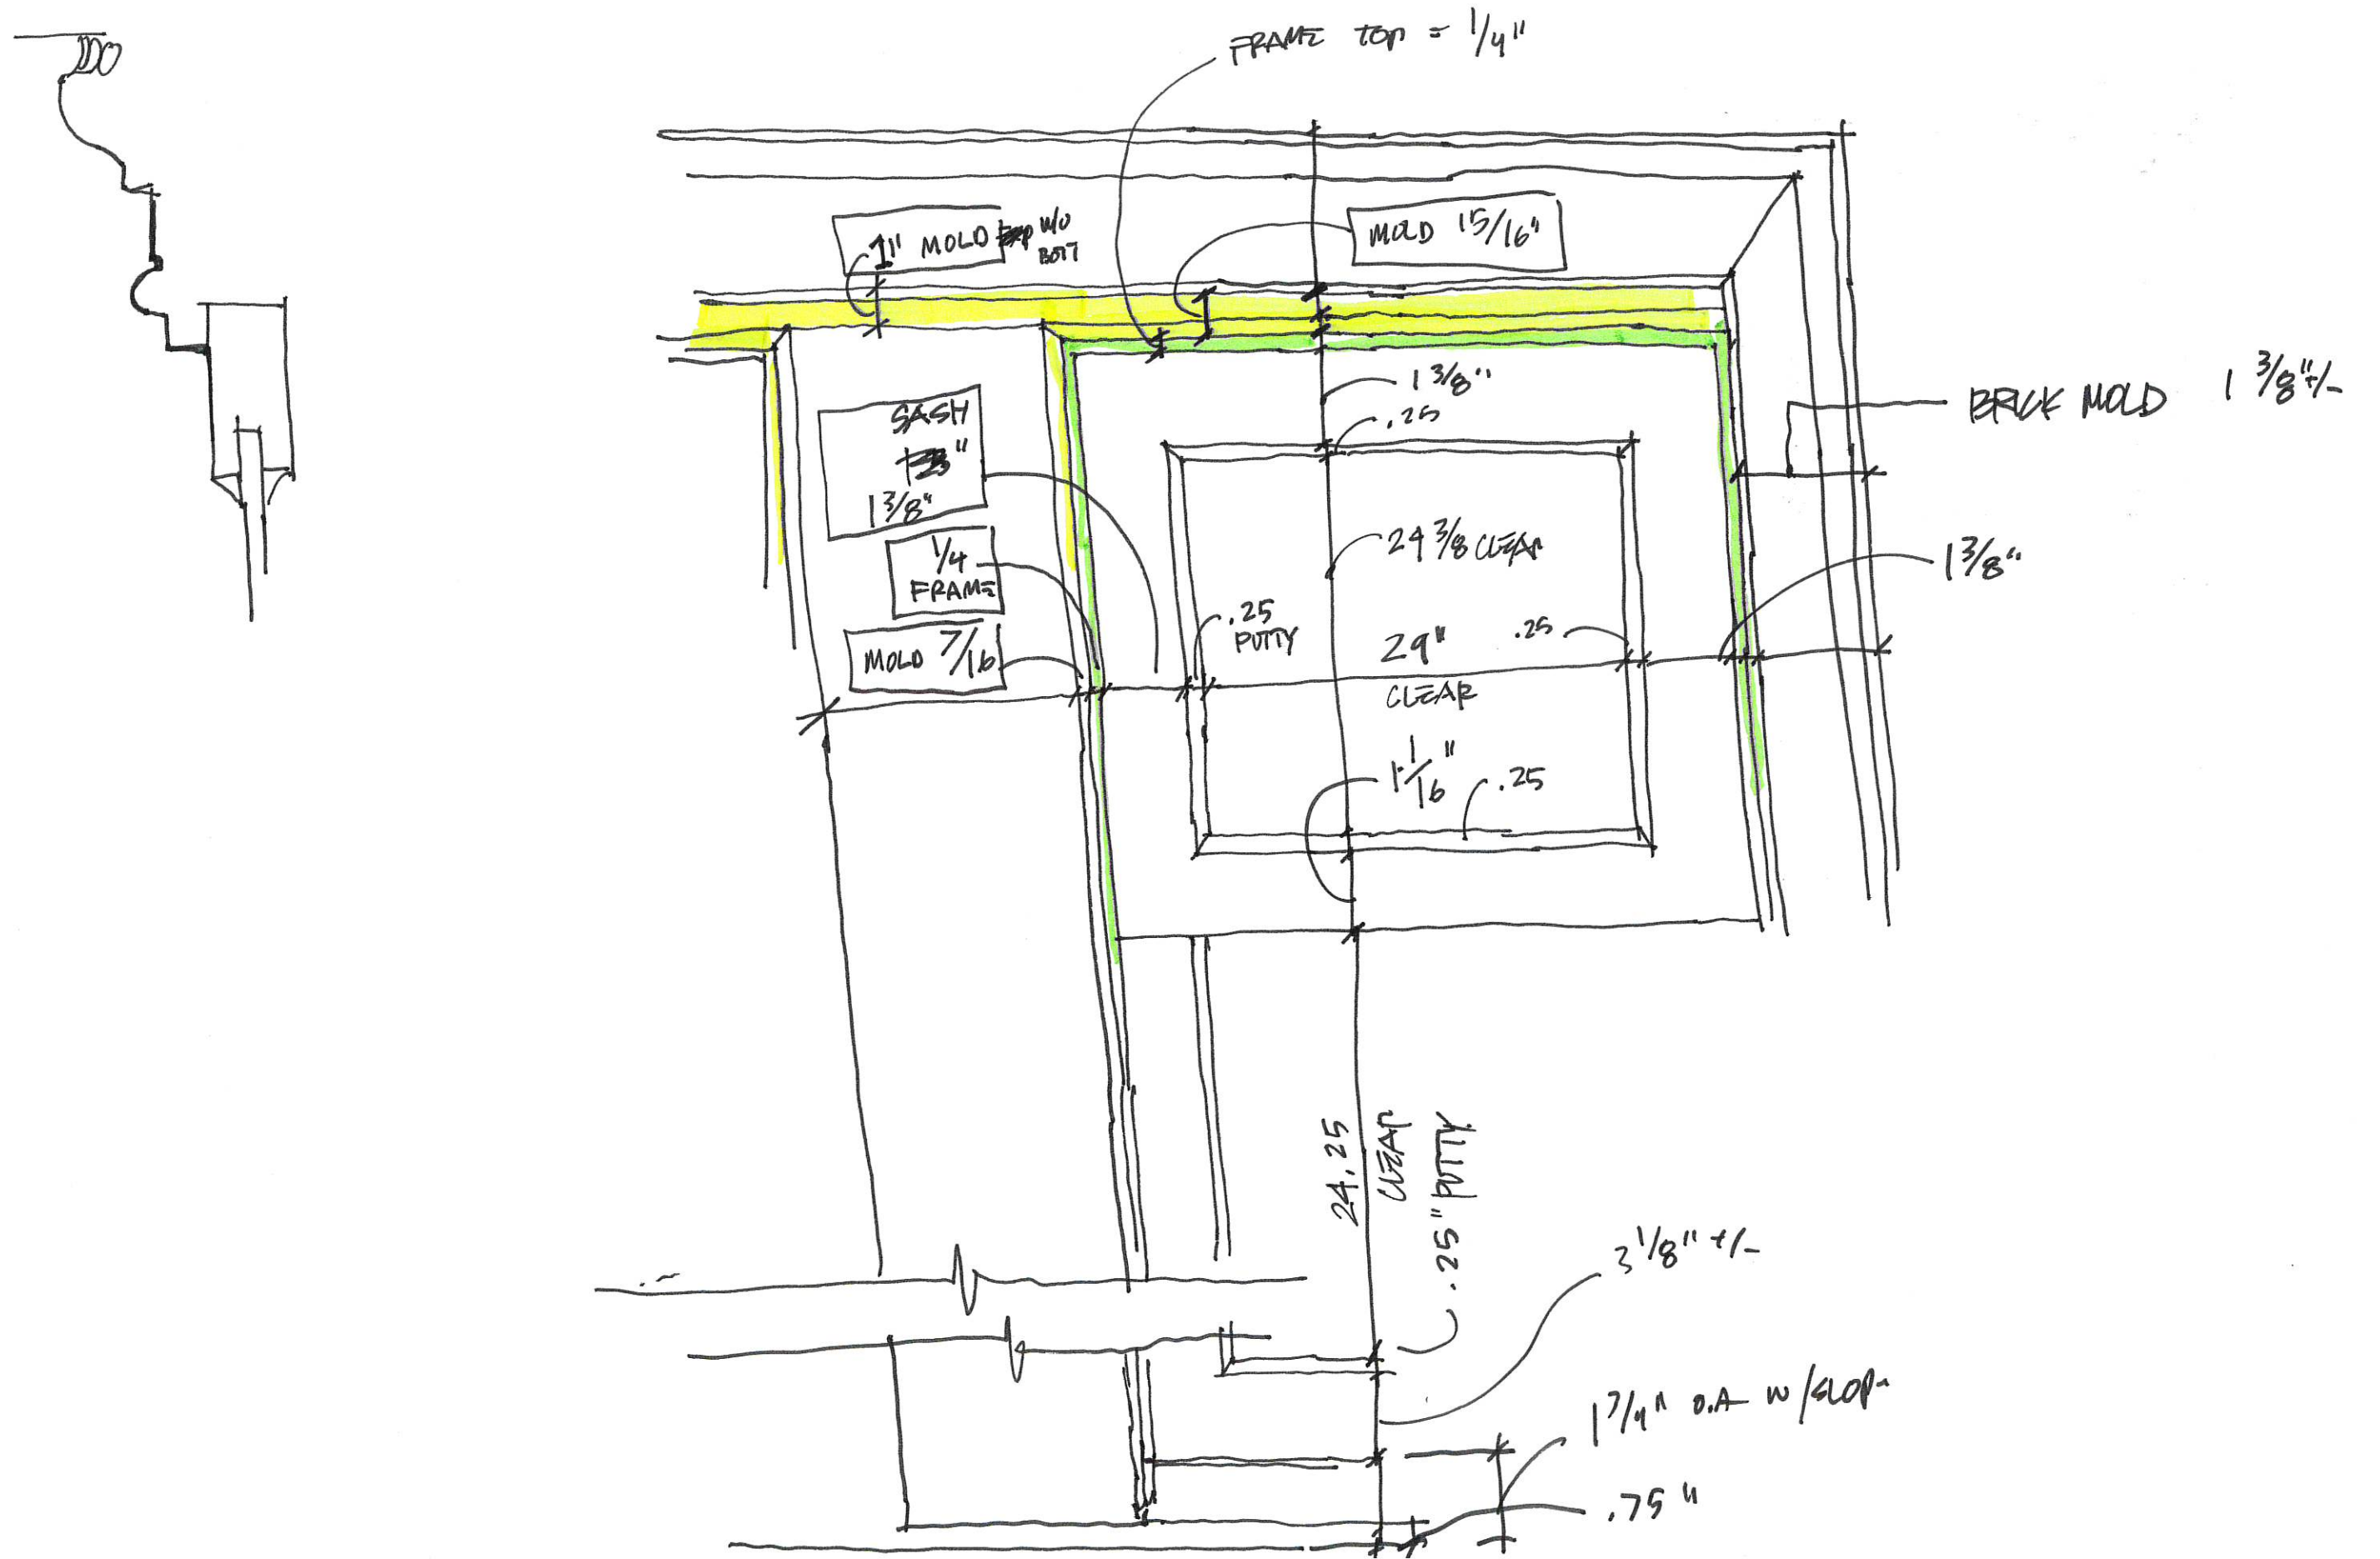 FRAME TOP = 1/4"
1" MOLD W/O
BOTT
MOLD 15/16"
1 3/8"
.25
BRICK MOLD 1 3/8" +/-
SASH
1 3/8"
24 3/8 CLEAR
1/4
FRAME
1 3/8"
.25
PUTTY
29"
CLEAR
.25
MOLD 7/16
1 1/16"
.25
24.25
CLEAR
.25" PUTTY
3 1/8" +/-
1 3/4" O.A W/SLOPE
.75"